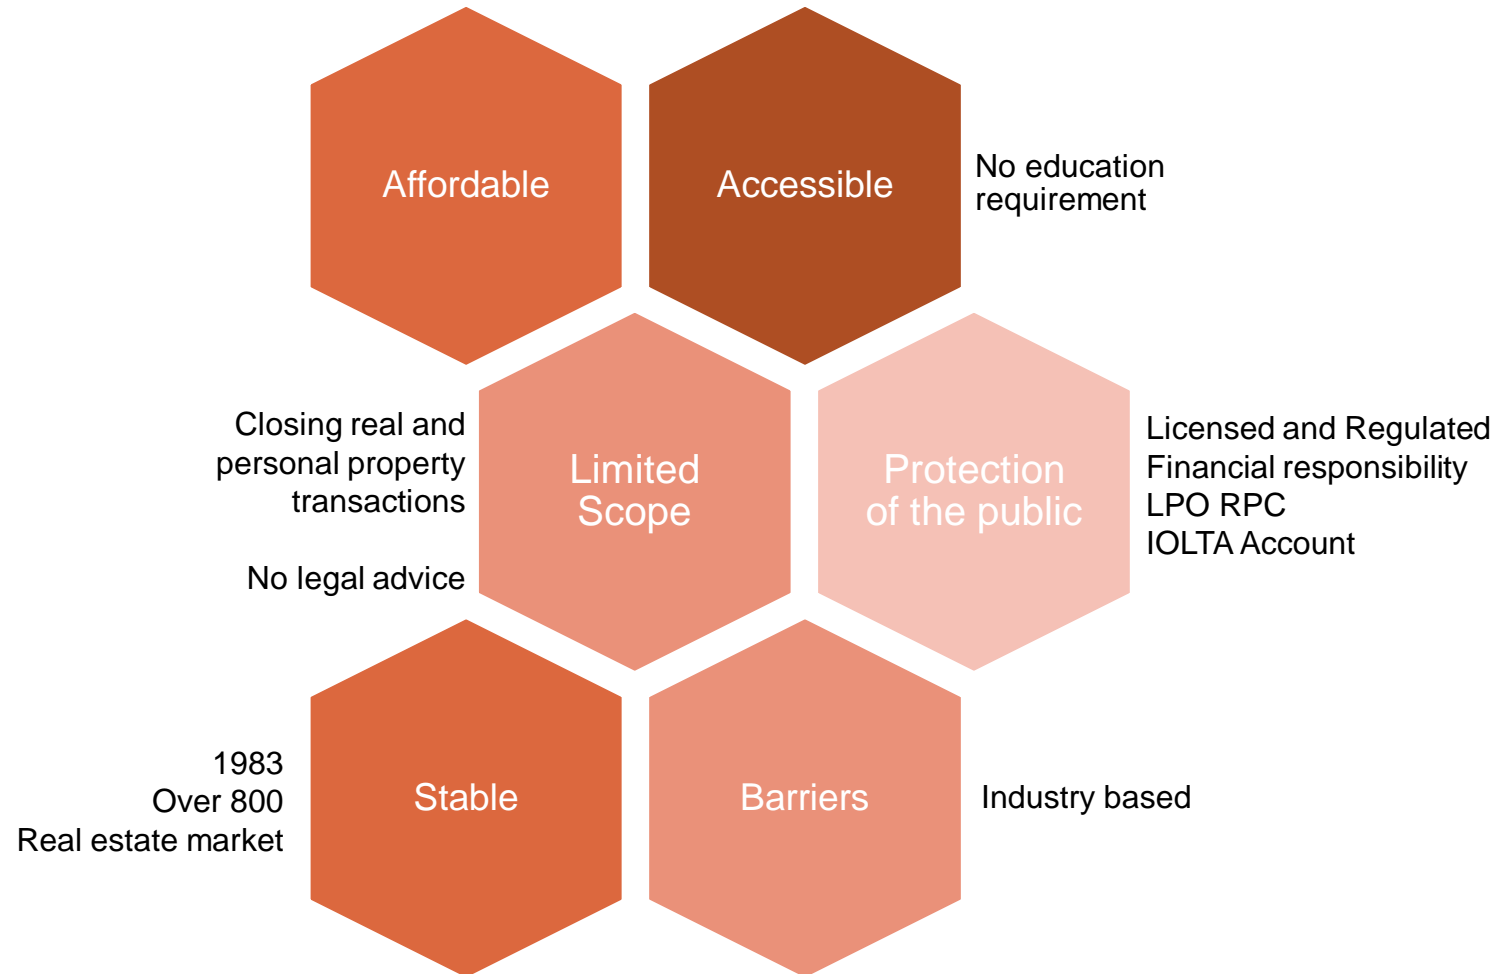 Affordable
Accessible
No education
requirement
Closing real and
personal property
transactions
No legal advice
Limited
Scope
Protection
of the public
Licensed and Regulated
Financial responsibility
LPO RPC
IOLTA Account
1983
Over 800
Real estate market
Stable
Barriers
Industry based